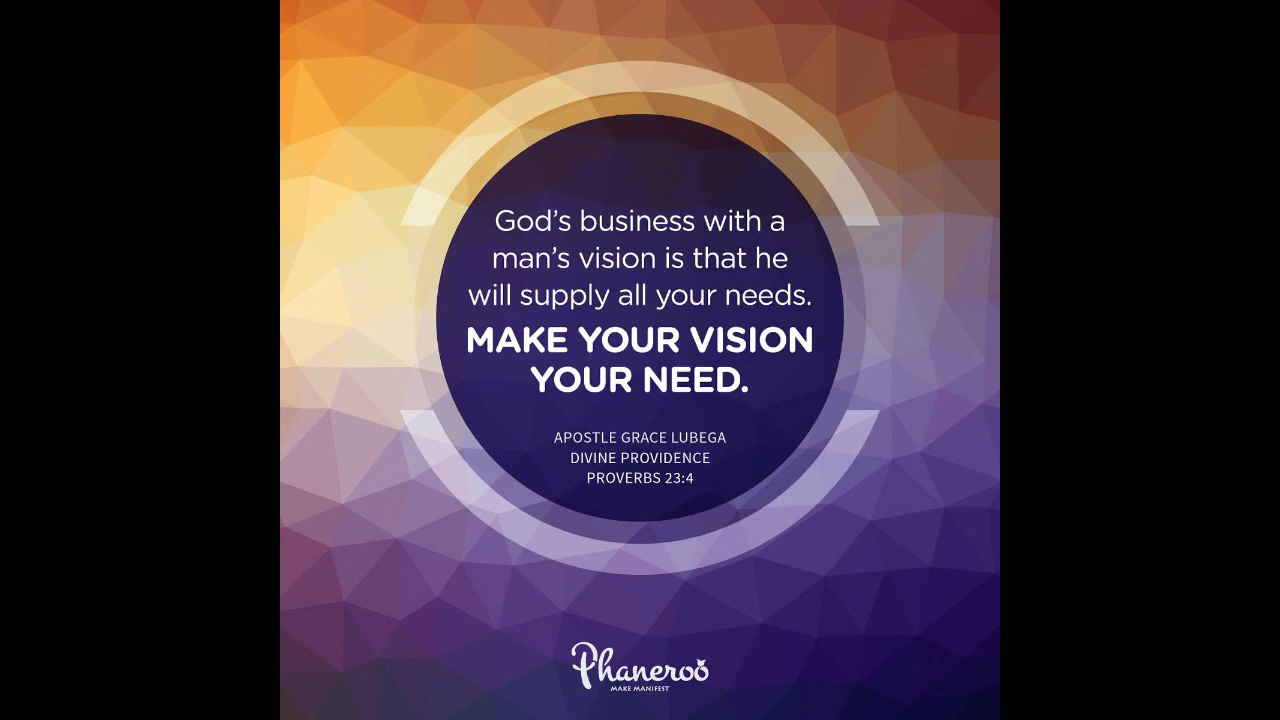 God’s business with a
man’s vision is that he
will supply all your needs.
MAKE YOUR VISION
YOUR NEED.
APOSTLE GRACE LUBEGA
DIVINE PROVIDENCE
PROVERBS 23:4
Phaneroo
MAKE MANIFEST